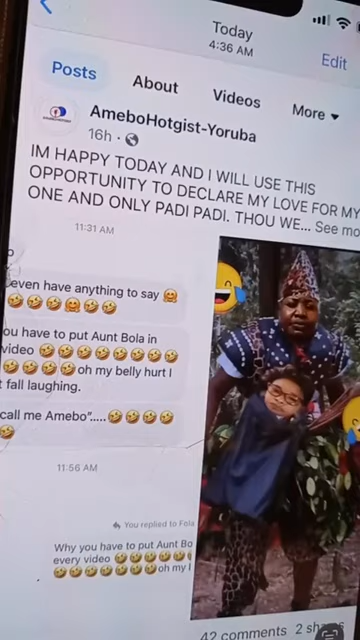 Today
4:36 AM
Edit
Posts
About
Videos
More
AmeboHotgist-Yoruba
16h ·
IM HAPPY TODAY AND I WILL USE THIS
OPPORTUNITY TO DECLARE MY LOVE FOR MY
ONE AND ONLY PADI PADI. THOU WE... See mo
11:31 AM
even have anything to say 🤗
🤣🤣🤣🤗🤣🤣
ou have to put Aunt Bola in
video 🤣🤣🤣🤣🤣🤣🤣🤣
🤣🤣🤣🤣oh my belly hurt I
t fall laughing.
call me Amebo”.....🤣🤣🤣🤣
🤣
11:56 AM
You replied to Fola
Why you have to put Aunt Bo
every video 🤣🤣🤣🤣🤣
🤣🤣🤣🤣🤣🤣🤣oh my
42 comments 2 sh